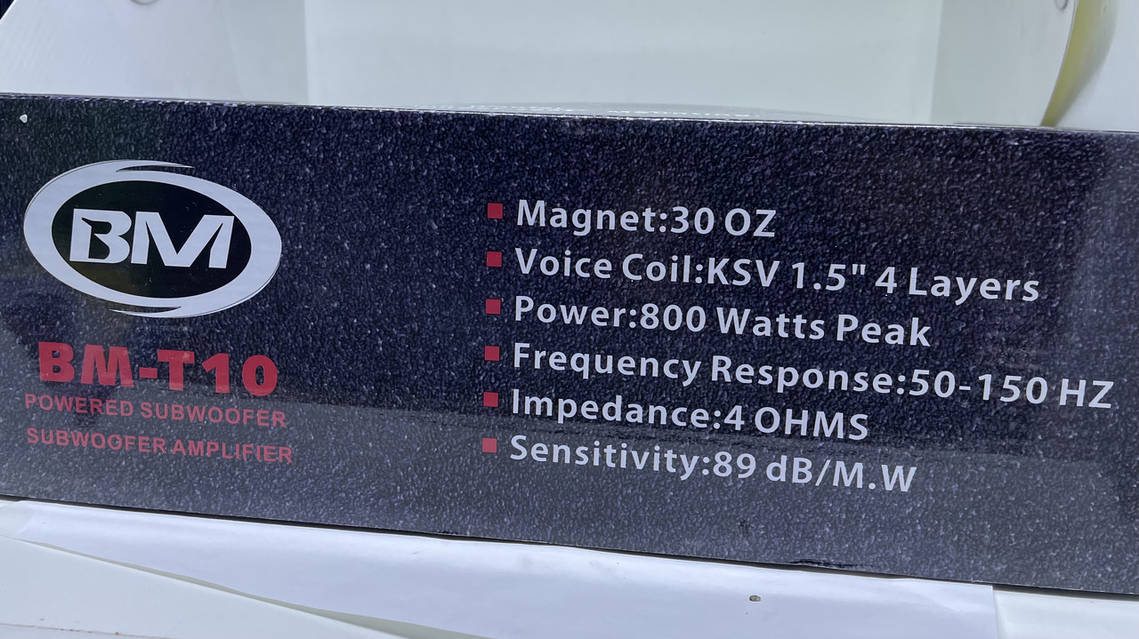 BM
BM-T10
POWERED SUBWOOFER
SUBWOOFER AMPLIFIER
Magnet:30 OZ
Voice Coil:KSV 1.5" 4 Layers
Power:800 Watts Peak
Frequency Response:50-150 HZ
Impedance:4 OHMS
Sensitivity:89 dB/M.W